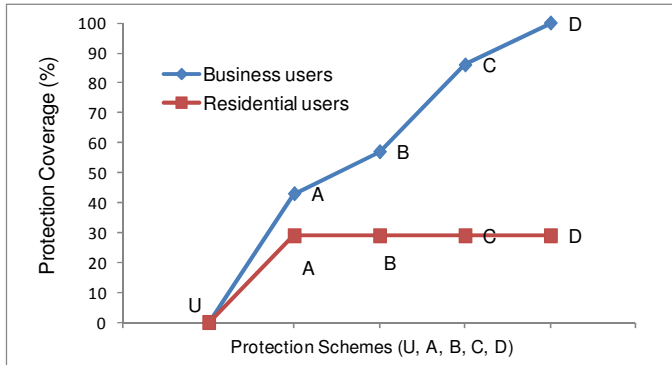 Protection Coverage (%)
100
90
80
70
60
50
40
30
20
10
0
Business users
Residential users
D
C
B
A
U
A
B
C
D
Protection Schemes (U, A, B, C, D)